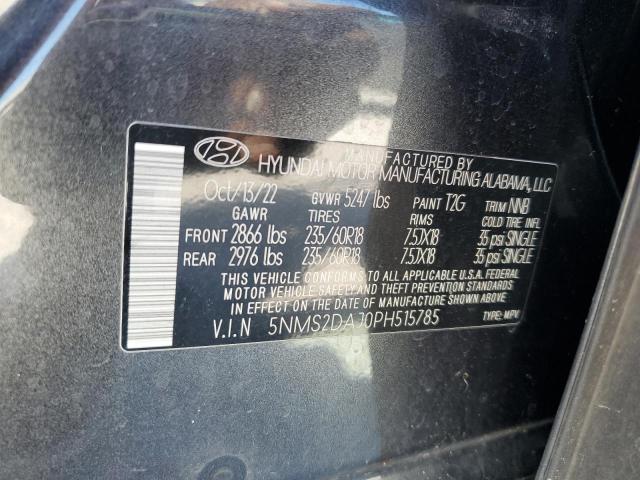 MANUFACTURED BY
HYUNDAI MOTOR MANUFACTURING ALABAMA, LLC
Oct/13/22 GVWR 5247 lbs PAINT T2G TRIM NNB
GAWR TIRES RIMS COLD TIRE INFL
FRONT 2866 lbs 235/60R18 7.5JX18 35 psi SINGLE
REAR 2976 lbs 235/60R18 7.5JX18 35 psi SINGLE
THIS VEHICLE CONFORMS TO ALL APPLICABLE U.S.A. FEDERAL
MOTOR VEHICLE SAFETY AND THEFT PREVENTION STANDARDS
IN EFFECT ON THE DATE OF MANUFACTURE SHOWN ABOVE.
V.I.N 5NMS2DAJ0PH515785 TYPE: MPV